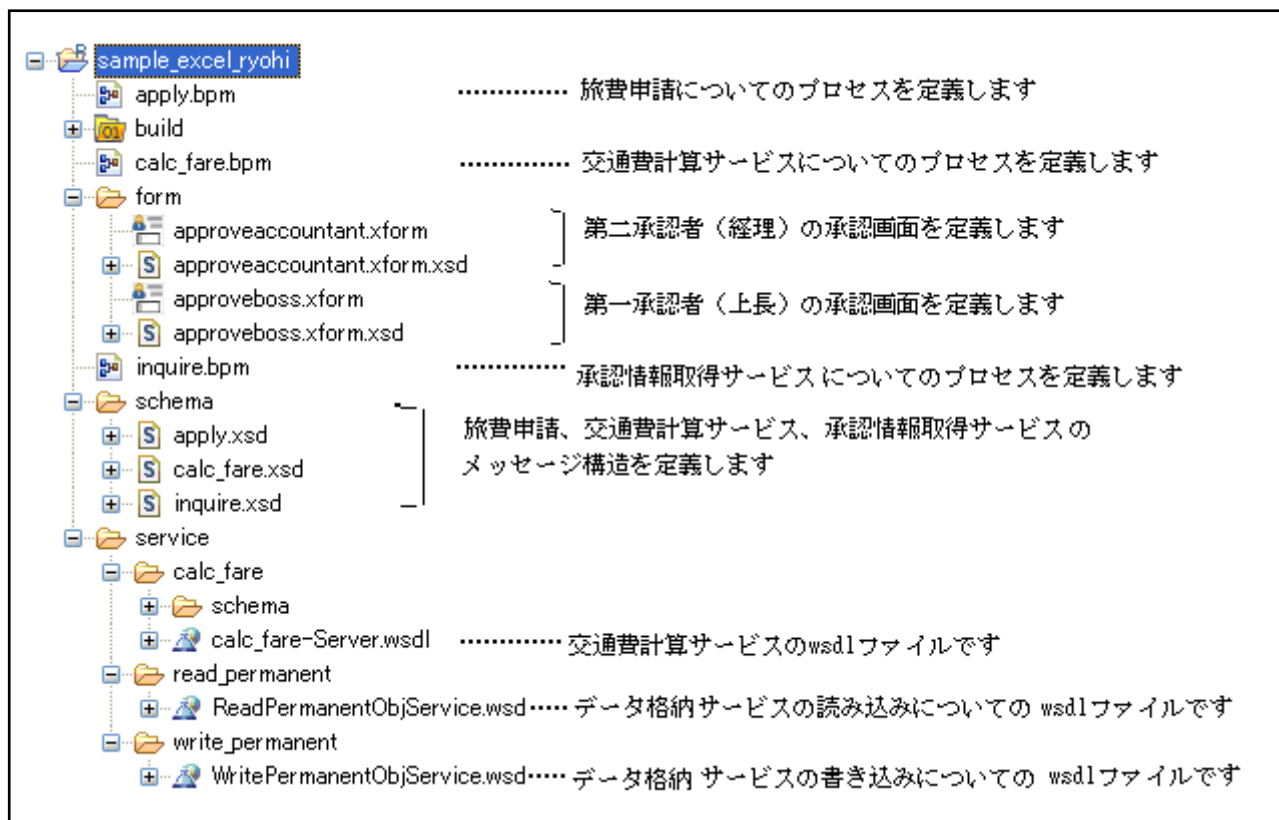 sample_excel_ryohi
apply.bpm ‥‥‥‥‥ 旅費申請についてのプロセスを定義します
build
calc_fare.bpm ‥‥‥‥‥ 交通費計算サービスについてのプロセスを定義します
form
approveaccountant.xform 第二承認者（経理）の承認画面を定義します
approveaccountant.xform.xsd
approveboss.xform 第一承認者（上長）の承認画面を定義します
approveboss.xform.xsd
inquire.bpm ‥‥‥‥‥ 承認情報取得サービス についてのプロセスを定義します
schema
apply.xsd 旅費申請、交通費計算サービス、承認情報取得サービスの
calc_fare.xsd メッセージ構造を定義します
inquire.xsd
service
calc_fare
schema
calc_fare-Server.wsdl ‥‥‥‥‥ 交通費計算サービスのwsdlファイルです
read_permanent
ReadPermanentObjService.wsd‥‥‥ データ格納サービスの読み込みについての wsdlファイルです
write_permanent
WritePermanentObjService.wsd‥‥‥ データ格納 サービスの書き込みについての wsdlファイルです